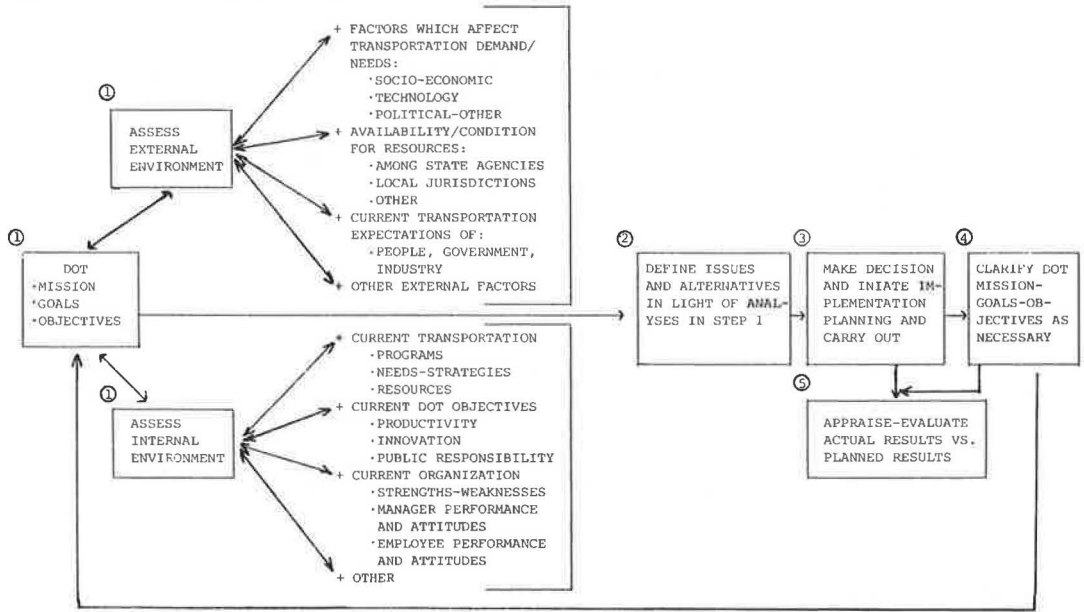 + FACTORS WHICH AFFECT
TRANSPORTATION DEMAND/
NEEDS:
·SOCIO-ECONOMIC
·TECHNOLOGY
·POLITICAL-OTHER
+ AVAILABILITY/CONDITION
FOR RESOURCES:
·AMONG STATE AGENCIES
·LOCAL JURISDICTIONS
·OTHER
+ CURRENT TRANSPORTATION
EXPECTATIONS OF:
·PEOPLE, GOVERNMENT,
INDUSTRY
+ OTHER EXTERNAL FACTORS
①
ASSESS
EXTERNAL
ENVIRONMENT
①
DOT
+MISSION
*GOALS
*OBJECTIVES
①
ASSESS
INTERNAL
ENVIRONMENT
* CURRENT TRANSPORTATION
·PROGRAMS
·NEEDS-STRATEGIES
·RESOURCES
+ CURRENT DOT OBJECTIVES
·PRODUCTIVITY
·INNOVATION
·PUBLIC RESPONSIBILITY
+ CURRENT ORGANIZATION
·STRENGTHS-WEAKNESSES
·MANAGER PERFORMANCE
AND ATTITUDES
·EMPLOYEE PERFORMANCE
AND ATTITUDES
+ OTHER
②
DEFINE ISSUES
AND ALTERNATIVES
IN LIGHT OF ANAL-
YSES IN STEP 1
③
MAKE DECISION
AND INIATE IM-
PLEMENTATION
PLANNING AND
CARRY OUT
④
CLARIFY DOT
MISSION-
GOALS-OB-
JECTIVES AS
NECESSARY
⑤
APPRAISE-EVALUATE
ACTUAL RESULTS VS.
PLANNED RESULTS